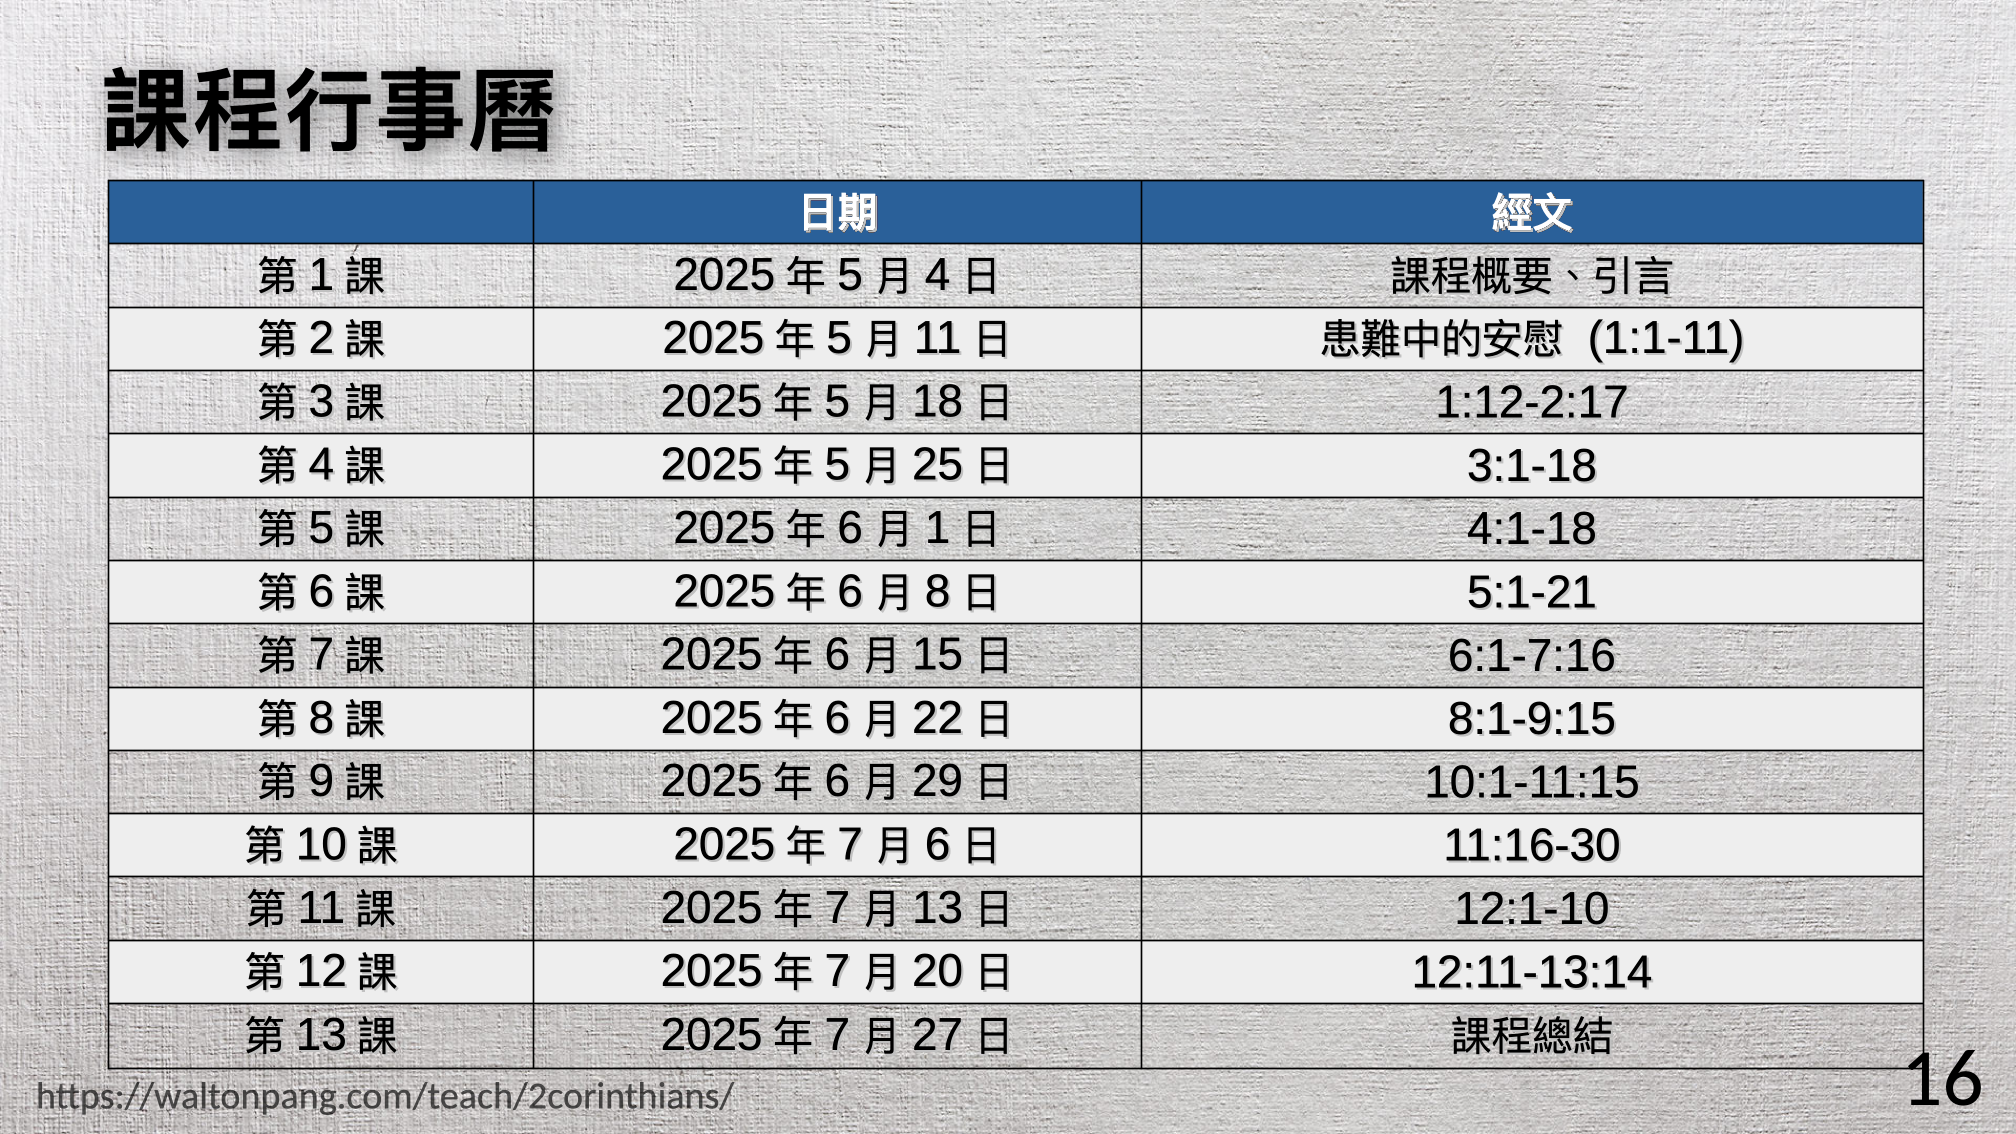 課程行事曆
日期 經文
第 1 課 2025 年 5 月 4 日 課程概要、引言
第 2 課 2025 年 5 月 11 日 患難中的安慰 (1:1-11)
第 3 課 2025 年 5 月 18 日 1:12-2:17
第 4 課 2025 年 5 月 25 日 3:1-18
第 5 課 2025 年 6 月 1 日 4:1-18
第 6 課 2025 年 6 月 8 日 5:1-21
第 7 課 2025 年 6 月 15 日 6:1-7:16
第 8 課 2025 年 6 月 22 日 8:1-9:15
第 9 課 2025 年 6 月 29 日 10:1-11:15
第 10 課 2025 年 7 月 6 日 11:16-30
第 11 課 2025 年 7 月 13 日 12:1-10
第 12 課 2025 年 7 月 20 日 12:11-13:14
第 13 課 2025 年 7 月 27 日 課程總結
https://waltonpang.com/teach/2corinthians/ 16